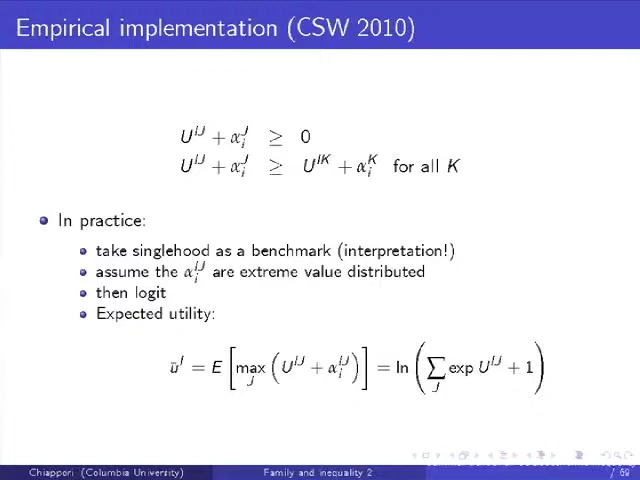 Empirical implementation (CSW 2010)
U^{IJ} + α_i^J ≥ 0
U^{IJ} + α_i^J ≥ U^{IK} + α_i^K for all K
In practice:
take singlehood as a benchmark (interpretation!)
assume the α_i^{IJ} are extreme value distributed
then logit
Expected utility:
ū^I = E [max_J (U^{IJ} + α_i^{IJ})] = ln (∑_J exp U^{IJ} + 1)
Chiappori (Columbia University) Family and inequality 2 / 69